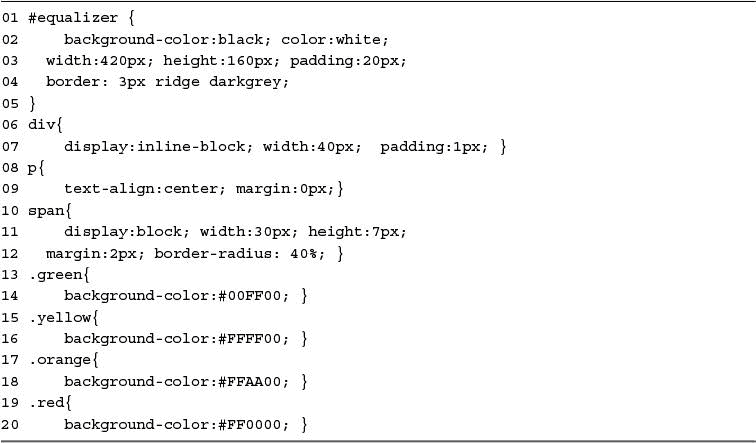 01 #equalizer {
02     background-color:black; color:white;
03   width:420px; height:160px; padding:20px;
04   border: 3px ridge darkgrey;
05 }
06 div{
07     display:inline-block; width:40px;  padding:1px; }
08 p{
09     text-align:center; margin:0px;}
10 span{
11     display:block; width:30px; height:7px;
12   margin:2px; border-radius: 40%; }
13 .green{
14     background-color:#00FF00; }
15 .yellow{
16     background-color:#FFFF00; }
17 .orange{
18     background-color:#FFAA00; }
19 .red{
20     background-color:#FF0000; }